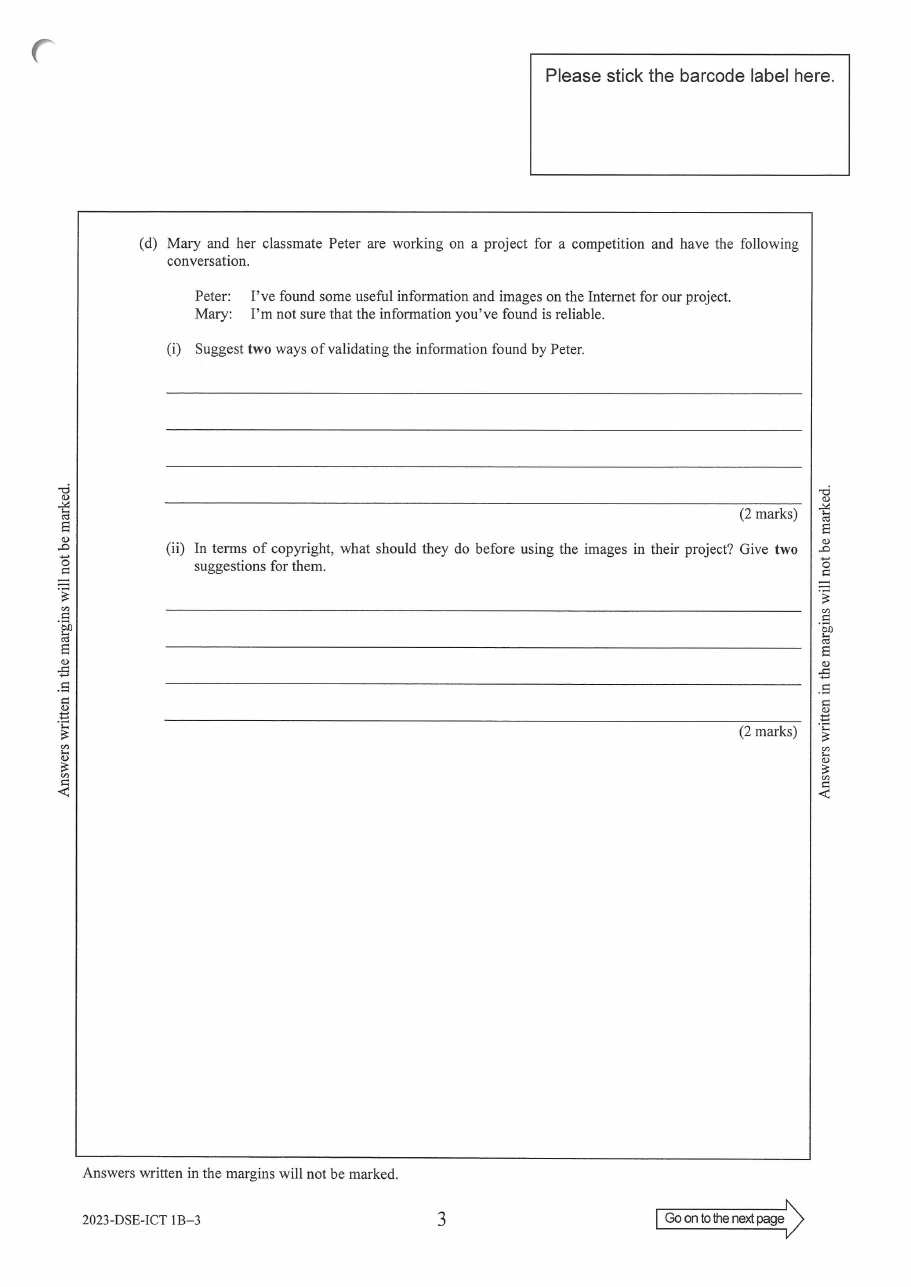 Please stick the barcode label here.
(d) Mary and her classmate Peter are working on a project for a competition and have the following
conversation.
Peter: I've found some useful information and images on the Internet for our project.
Mary: I'm not sure that the information you've found is reliable.
(i) Suggest two ways of validating the information found by Peter.
(2 marks)
(ii) In terms of copyright, what should they do before using the images in their project? Give two
suggestions for them.
(2 marks)
Answers written in the margins will not be marked.
Answers written in the margins will not be marked.
Answers written in the margins will not be marked.
2023-DSE-ICT 1B–3
3
Go on to the next page